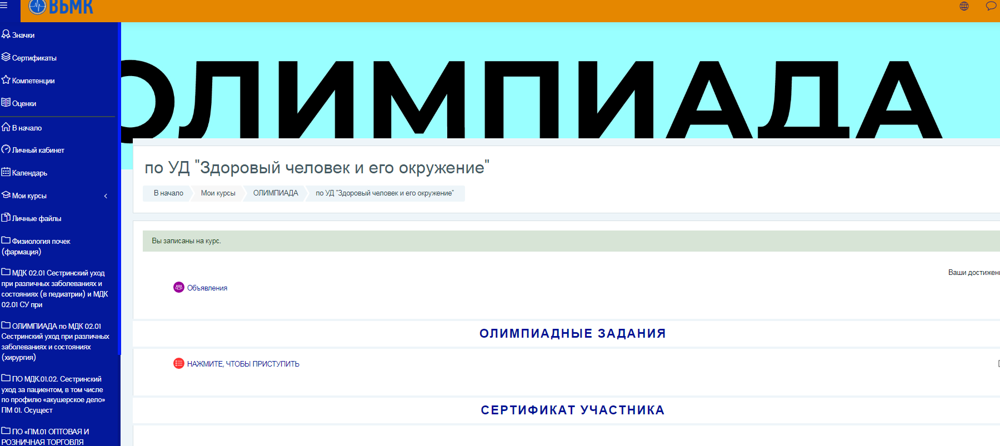 ВБМК
Значки
Сертификаты
Компетенции
Оценки
В начало
Личный кабинет
Календарь
Мои курсы
Личные файлы
Физиология почек
(фармация)
МДК 02.01 Сестринский уход
при различных заболеваниях и
состояниях (в педиатрии) и МДК
02.01 СУ при
ОЛИМПИАДА по МДК 02.01
Сестринский уход при различных
заболеваниях и состояниях
(хирургия)
ПО МДК.01.02. Сестринский
уход за пациентом, в том числе
по профилю «акушерское дело»
ПМ 01. Осущест
ПО «ПМ.01 ОПТОВАЯ И
РОЗНИЧНАЯ ТОРГОВЛЯ
ОЛИМПИАДА
по УД "Здоровый человек и его окружение"
В начало Мои курсы ОЛИМПИАДА по УД "Здоровый человек и его окружение"
Вы записаны на курс.
Ваши достижен
Объявления
ОЛИМПИАДНЫЕ ЗАДАНИЯ
НАЖМИТЕ, ЧТОБЫ ПРИСТУПИТЬ
СЕРТИФИКАТ УЧАСТНИКА